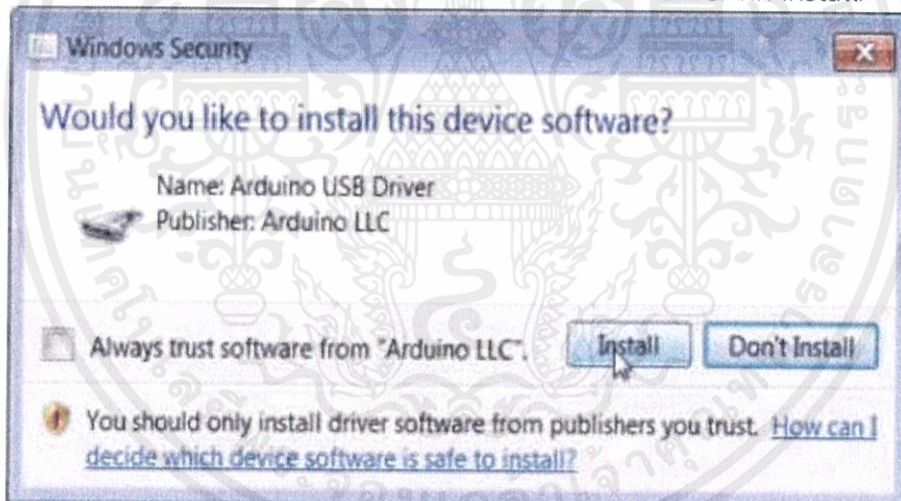 Install.
Windows Security
Would you like to install this device software?
Name: Arduino USB Driver
Publisher: Arduino LLC
Always trust software from "Arduino LLC".
Install
Don't Install
You should only install driver software from publishers you trust. How can I
decide which device software is safe to install?